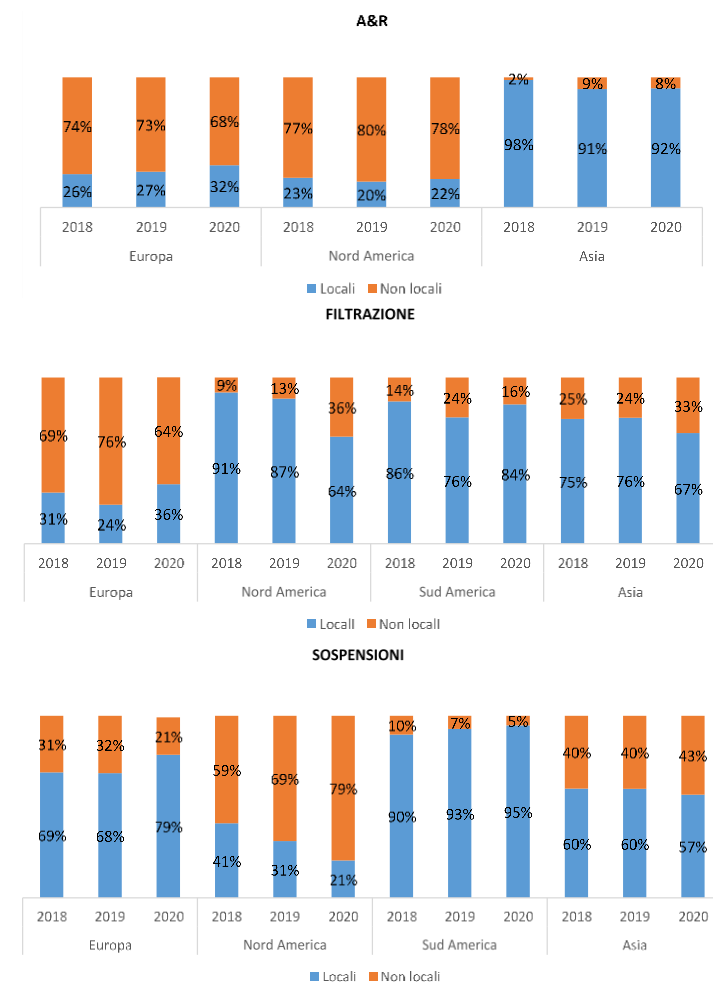 A&R
74% 73% 68% 77% 80% 78% 2% 9% 8%
26% 27% 32% 23% 20% 22% 98% 91% 92%
2018 2019 2020 2018 2019 2020 2018 2019 2020
Europa Nord America Asia
Locali Non locali
FILTRAZIONE
69% 76% 64% 9% 13% 36% 14% 24% 16% 25% 24% 33%
31% 24% 36% 91% 87% 64% 86% 76% 84% 75% 76% 67%
2018 2019 2020 2018 2019 2020 2018 2019 2020 2018 2019 2020
Europa Nord America Sud America Asia
LocalI Non localI
SOSPENSIONI
31% 32% 21% 59% 69% 79% 10% 7% 5% 40% 40% 43%
69% 68% 79% 41% 31% 21% 90% 93% 95% 60% 60% 57%
2018 2019 2020 2018 2019 2020 2018 2019 2020 2018 2019 2020
Europa Nord America Sud America Asia
Locali Non locali